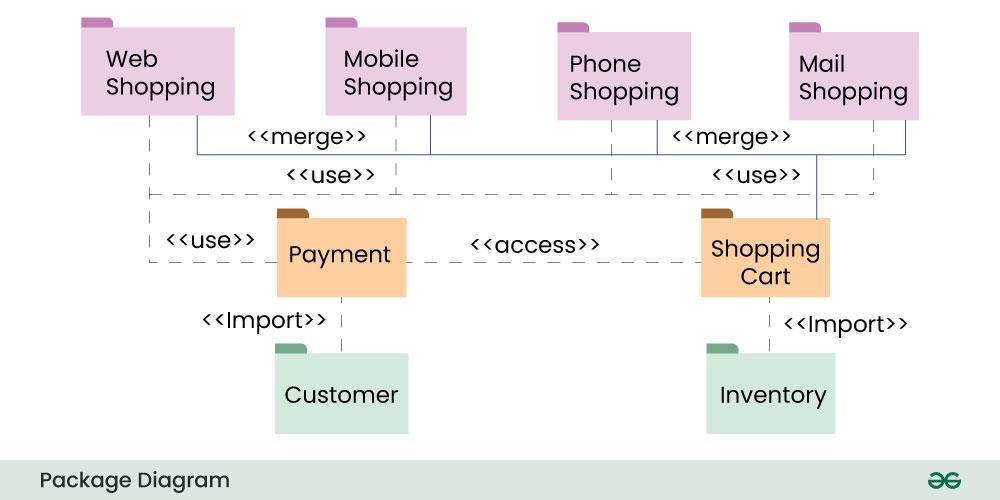 Web
Shopping
Mobile
Shopping
Phone
Shopping
Mail
Shopping
<<merge>>
<<merge>>
<<use>>
<<use>>
<<use>>
Payment
<<access>>
Shopping
Cart
<<Import>>
<<Import>>
Customer
Inventory
Package Diagram